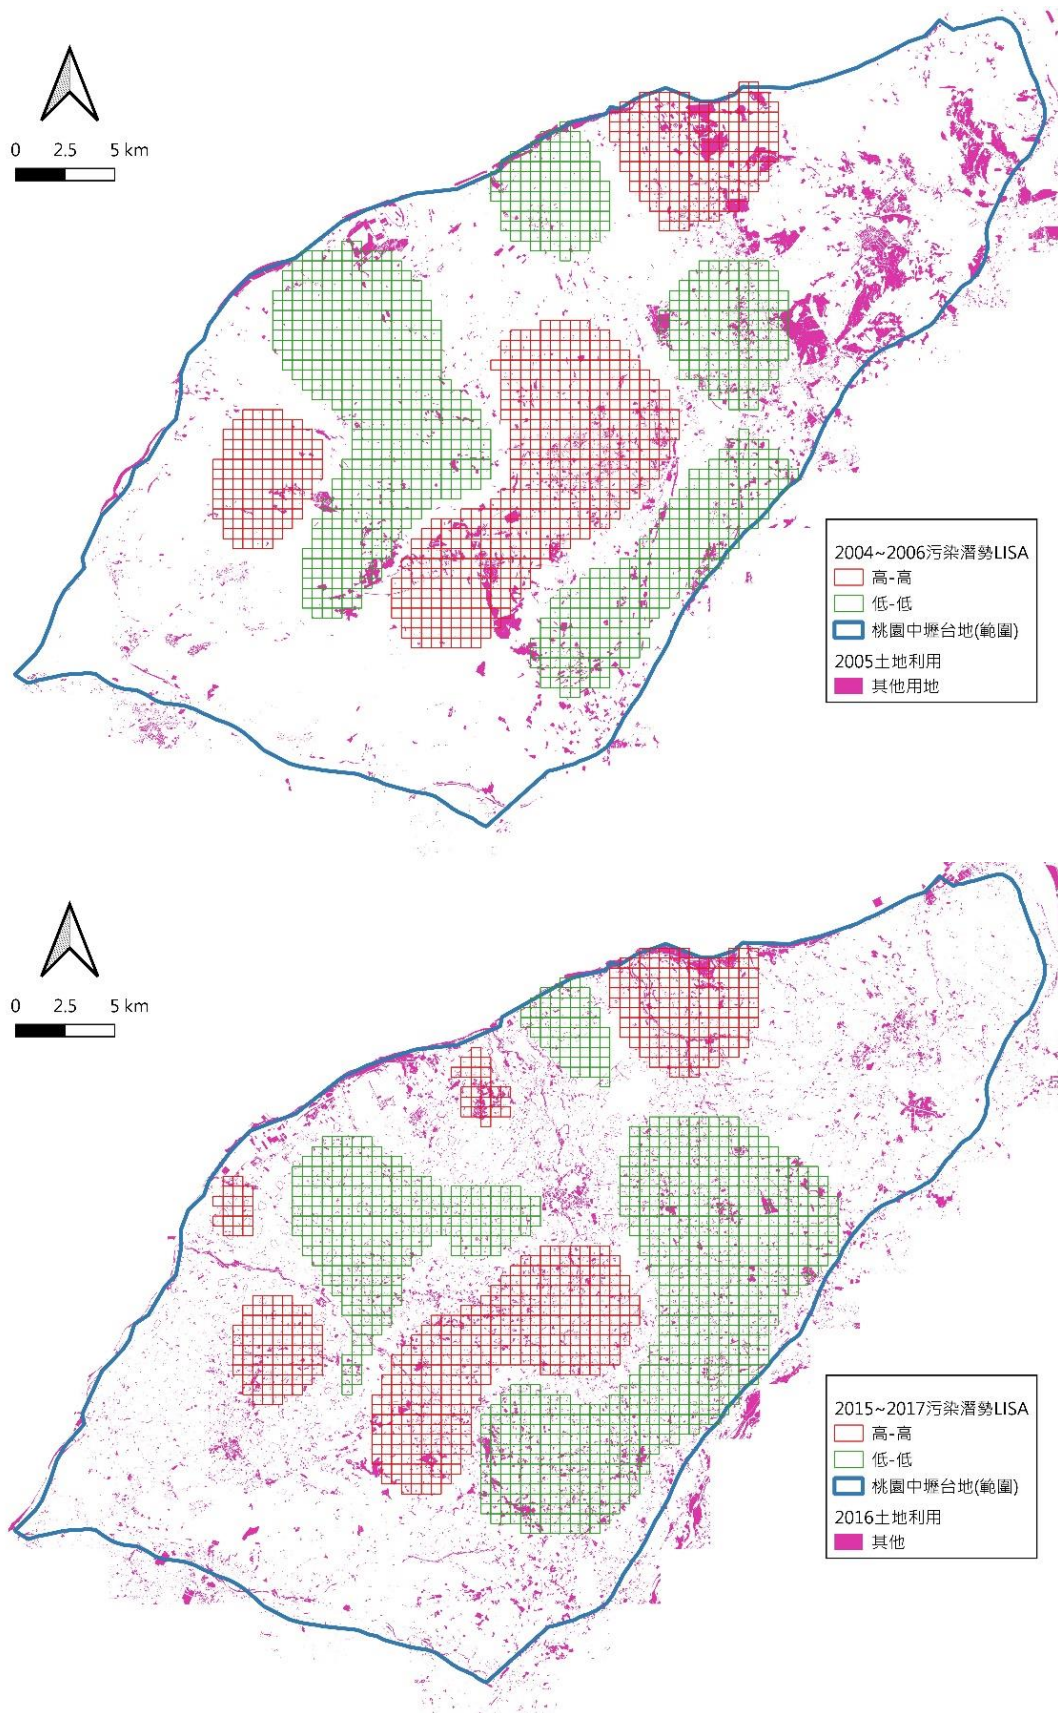 0 2.5 5 km
2004~2006污染潛勢LISA
高-高
低-低
桃園中壢台地(範圍)
2005土地利用
其他用地
0 2.5 5 km
2015~2017污染潛勢LISA
高-高
低-低
桃園中壢台地(範圍)
2016土地利用
其他